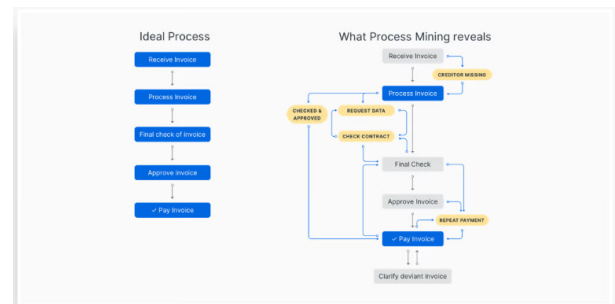 Ideal Process
Receive Invoice
Process Invoice
Final check of invoice
Approve invoice
✓ Pay Invoice
What Process Mining reveals
Receive Invoice
CREDITOR MISSING
Process Invoice
CHECKED &
APPROVED
REQUEST DATA
CHECK CONTRACT
Final Check
Approve Invoice
REPEAT PAYMENT
✓ Pay Invoice
Clarify deviant invoice